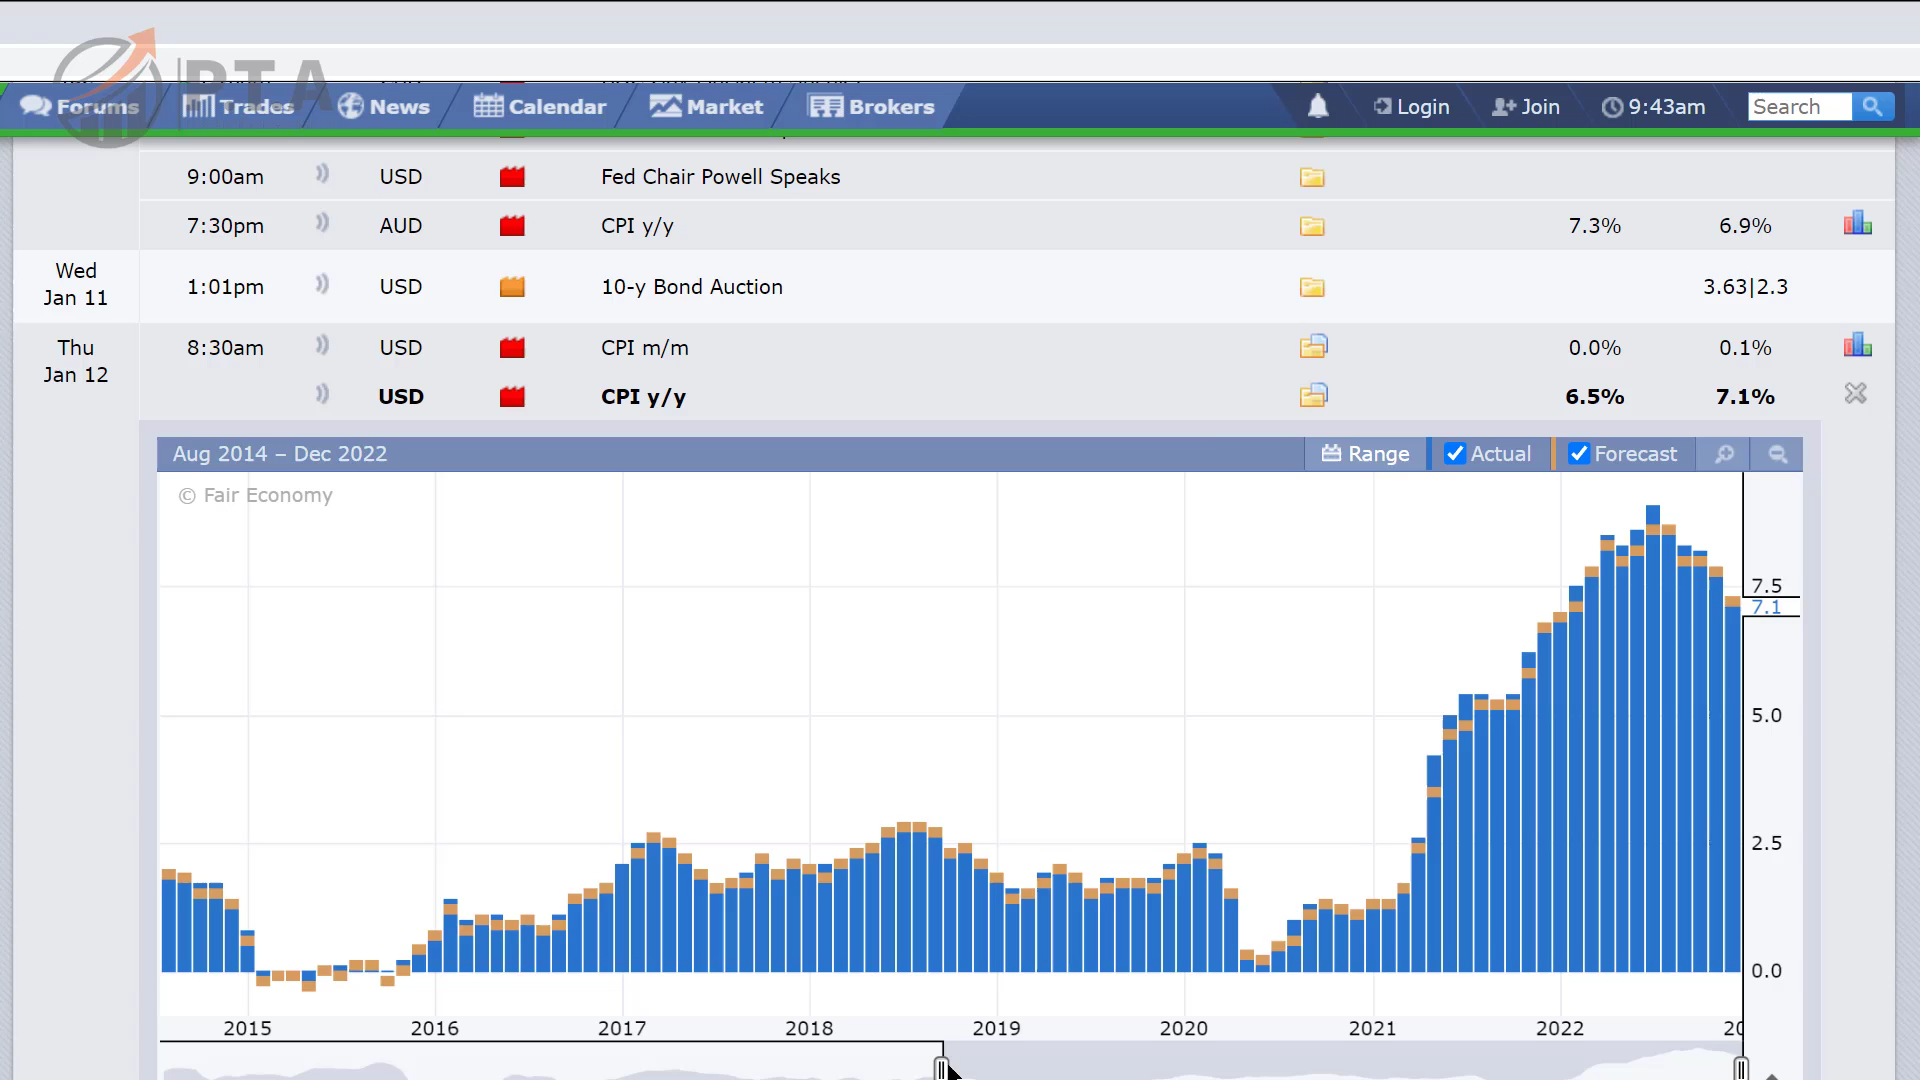 PTA
Forums Trades News Calendar Market Brokers Login Join 9:43am Search
9:00am USD Fed Chair Powell Speaks
7:30pm AUD CPI y/y 7.3% 6.9%
Wed
Jan 11
1:01pm USD 10-y Bond Auction 3.63|2.3
Thu
Jan 12
8:30am USD CPI m/m 0.0% 0.1%
USD CPI y/y 6.5% 7.1%
Aug 2014 – Dec 2022 Range Actual Forecast
© Fair Economy
7.5
7.1
5.0
2.5
0.0
2015 2016 2017 2018 2019 2020 2021 2022 20